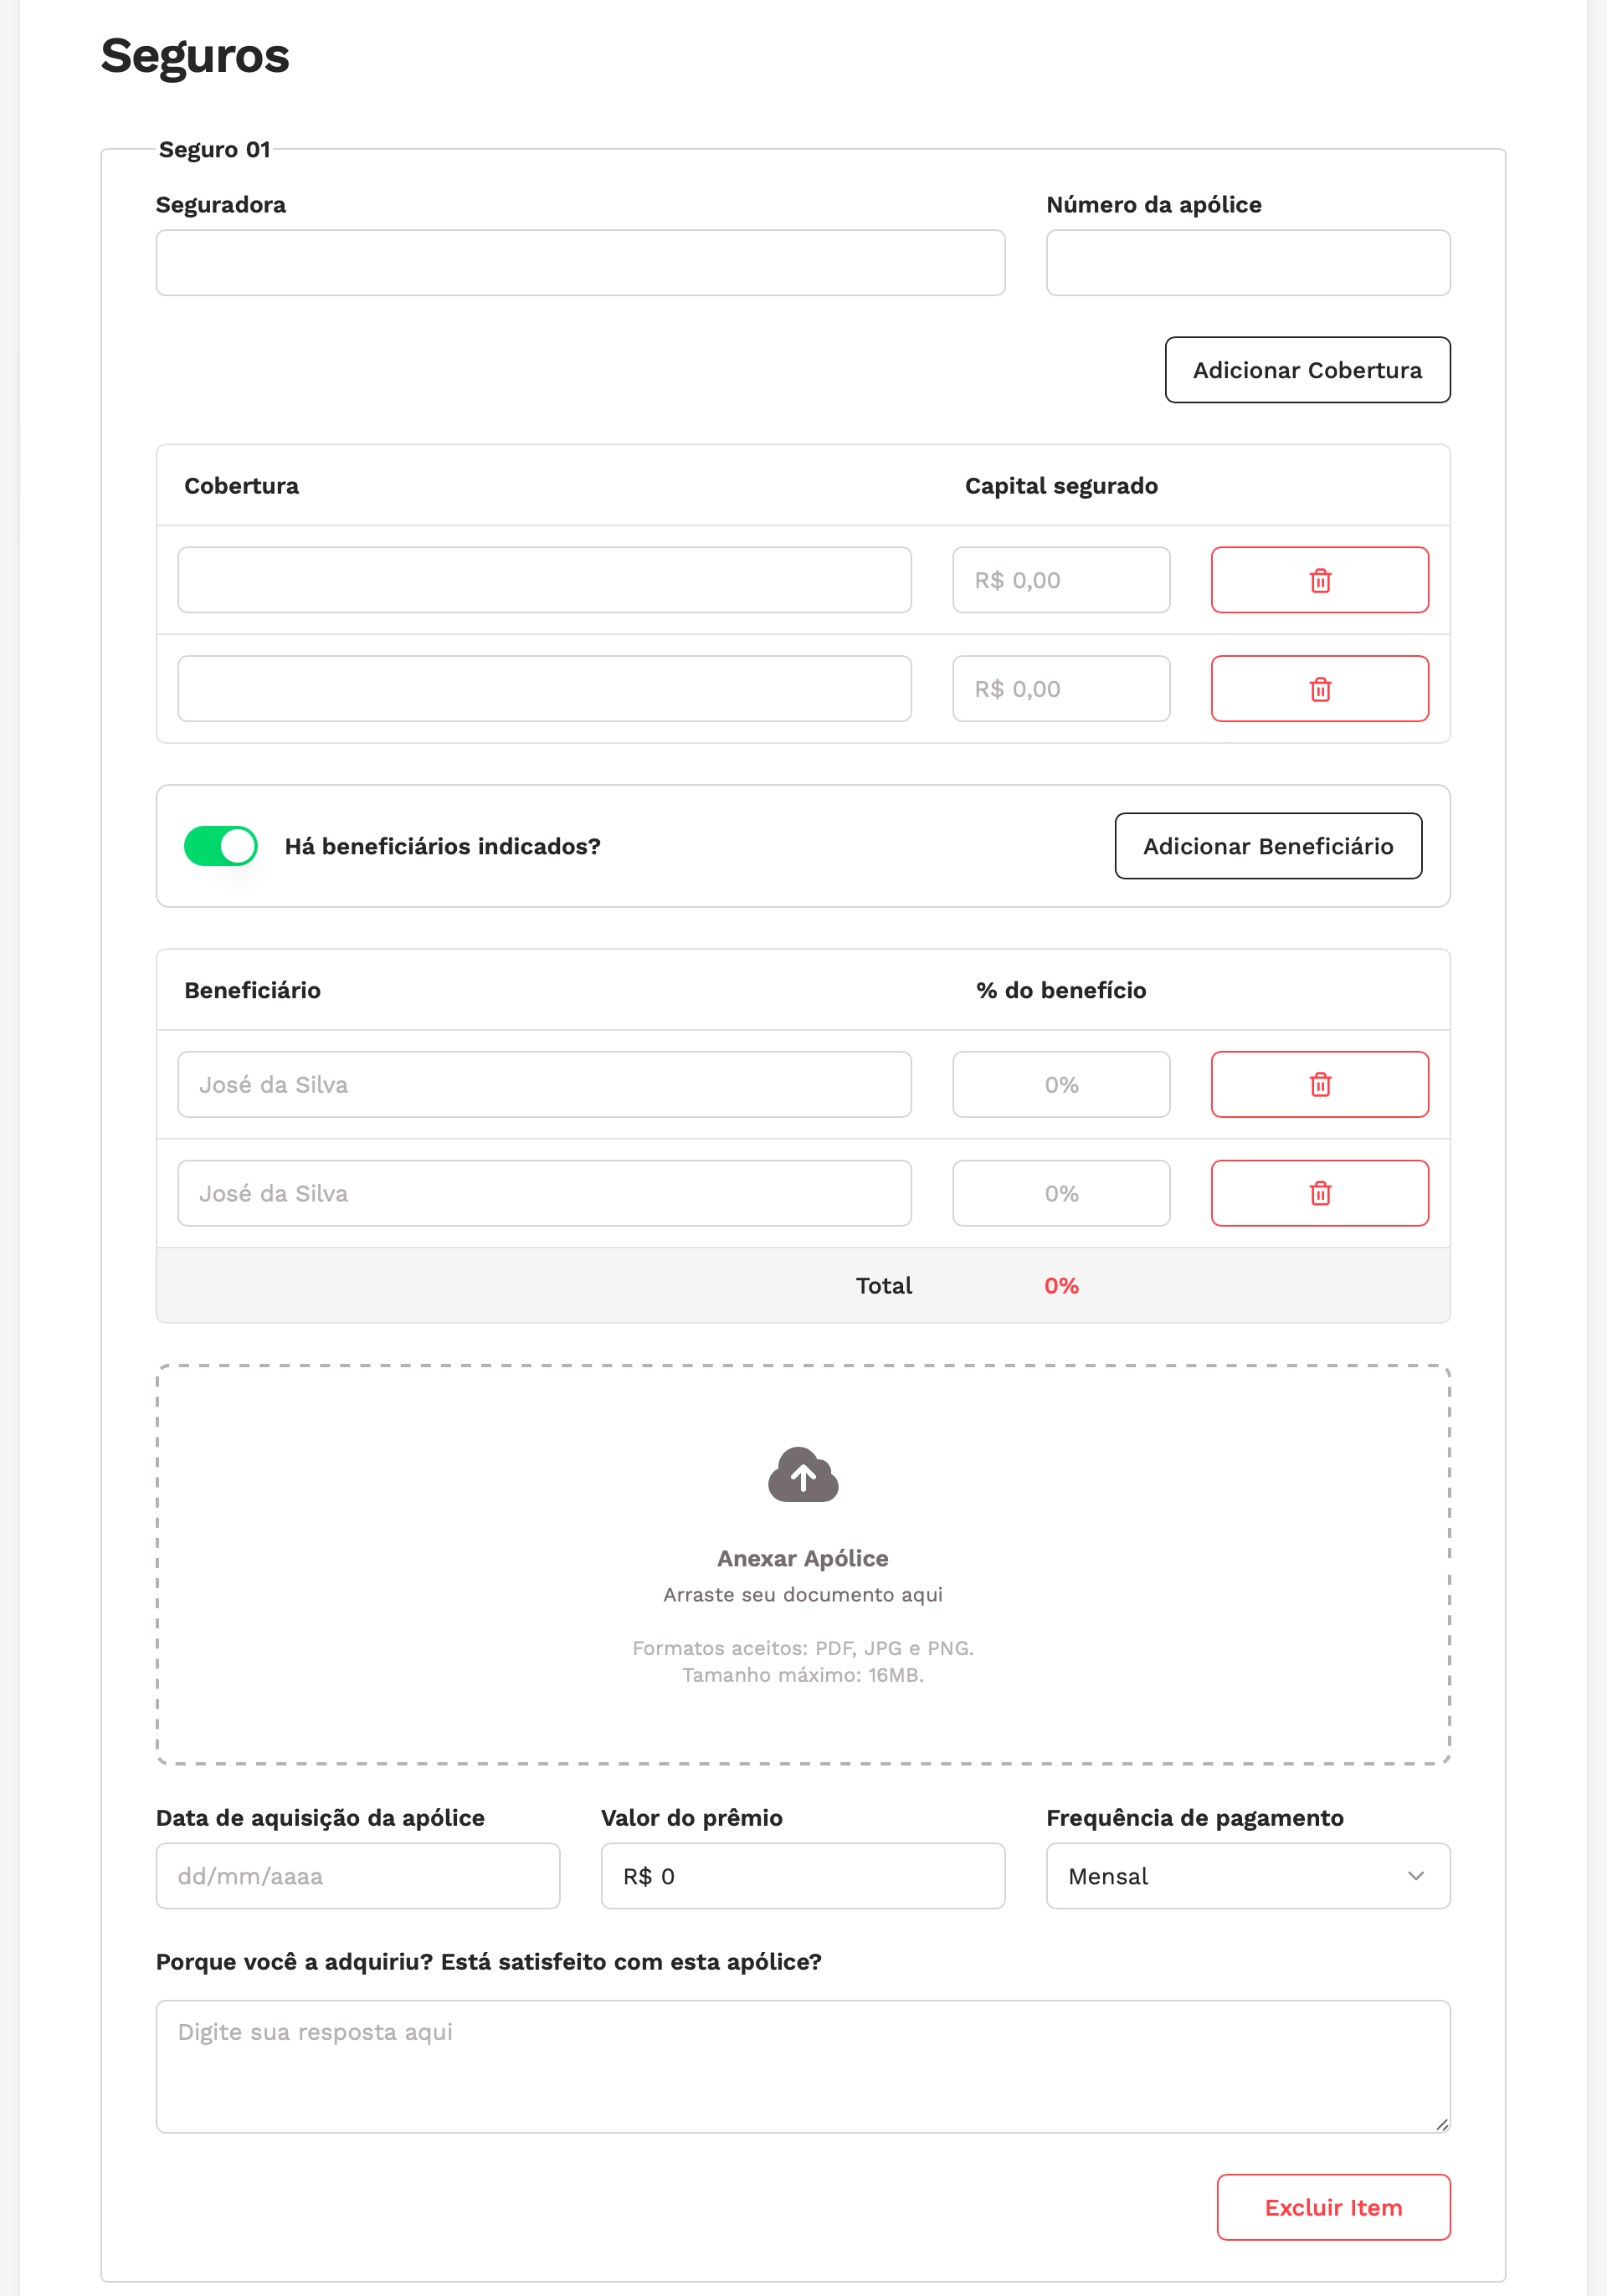 Seguros
Seguro 01
Seguradora
Número da apólice
Adicionar Cobertura
Cobertura
Capital segurado
R$ 0,00
R$ 0,00
Há beneficiários indicados?
Adicionar Beneficiário
Beneficiário
% do benefício
José da Silva
0%
José da Silva
0%
Total
0%
Anexar Apólice
Arraste seu documento aqui
Formatos aceitos: PDF, JPG e PNG.
Tamanho máximo: 16MB.
Data de aquisição da apólice
Valor do prêmio
Frequência de pagamento
dd/mm/aaaa
R$ 0
Mensal
Porque você a adquiriu? Está satisfeito com esta apólice?
Digite sua resposta aqui
Excluir Item